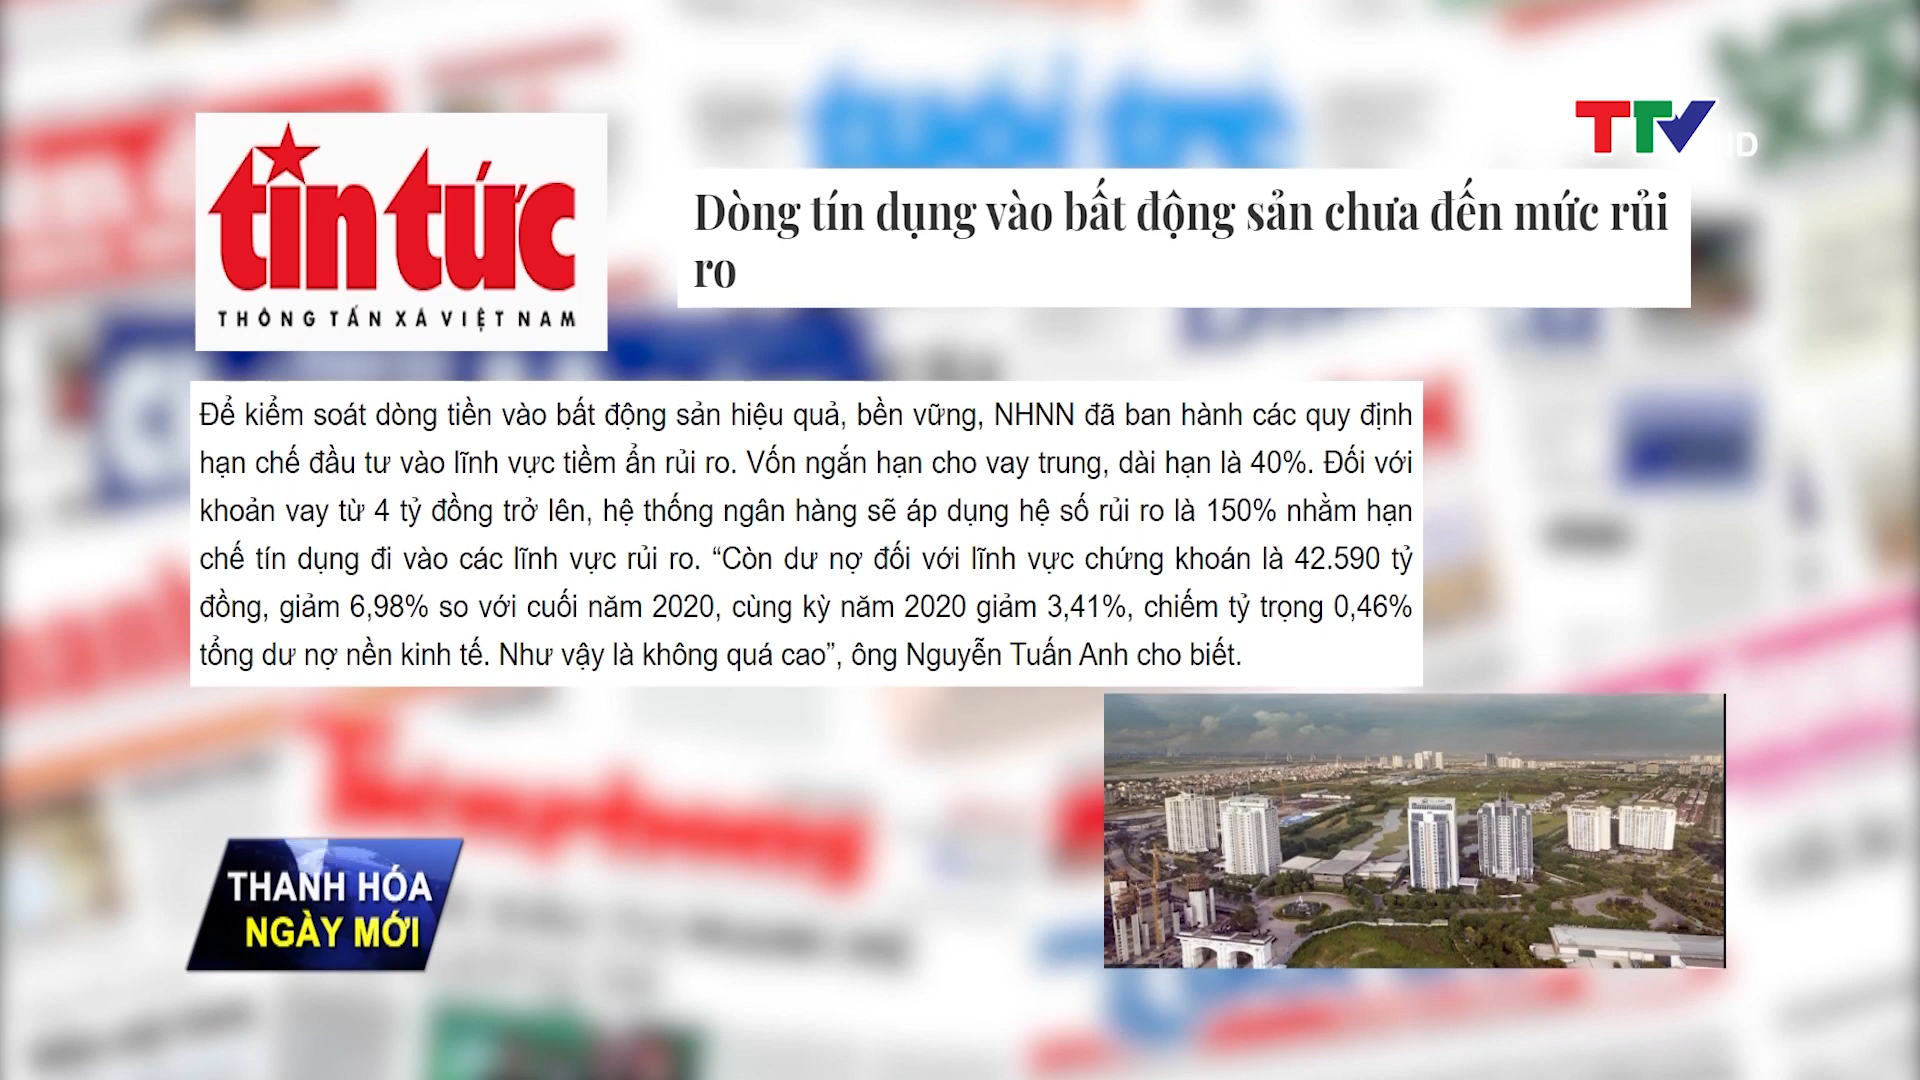 tin tức
THÔNG TẤN XÃ VIỆT NAM
TTV HD
Dòng tín dụng vào bất động sản chưa đến mức rủi
ro
Để kiểm soát dòng tiền vào bất động sản hiệu quả, bền vững, NHNN đã ban hành các quy định
hạn chế đầu tư vào lĩnh vực tiềm ẩn rủi ro. Vốn ngắn hạn cho vay trung, dài hạn là 40%. Đối với
khoản vay từ 4 tỷ đồng trở lên, hệ thống ngân hàng sẽ áp dụng hệ số rủi ro là 150% nhằm hạn
chế tín dụng đi vào các lĩnh vực rủi ro. “Còn dư nợ đối với lĩnh vực chứng khoán là 42.590 tỷ
đồng, giảm 6,98% so với cuối năm 2020, cùng kỳ năm 2020 giảm 3,41%, chiếm tỷ trọng 0,46%
tổng dư nợ nền kinh tế. Như vậy là không quá cao”, ông Nguyễn Tuấn Anh cho biết.
THANH HÓA
NGÀY MỚI